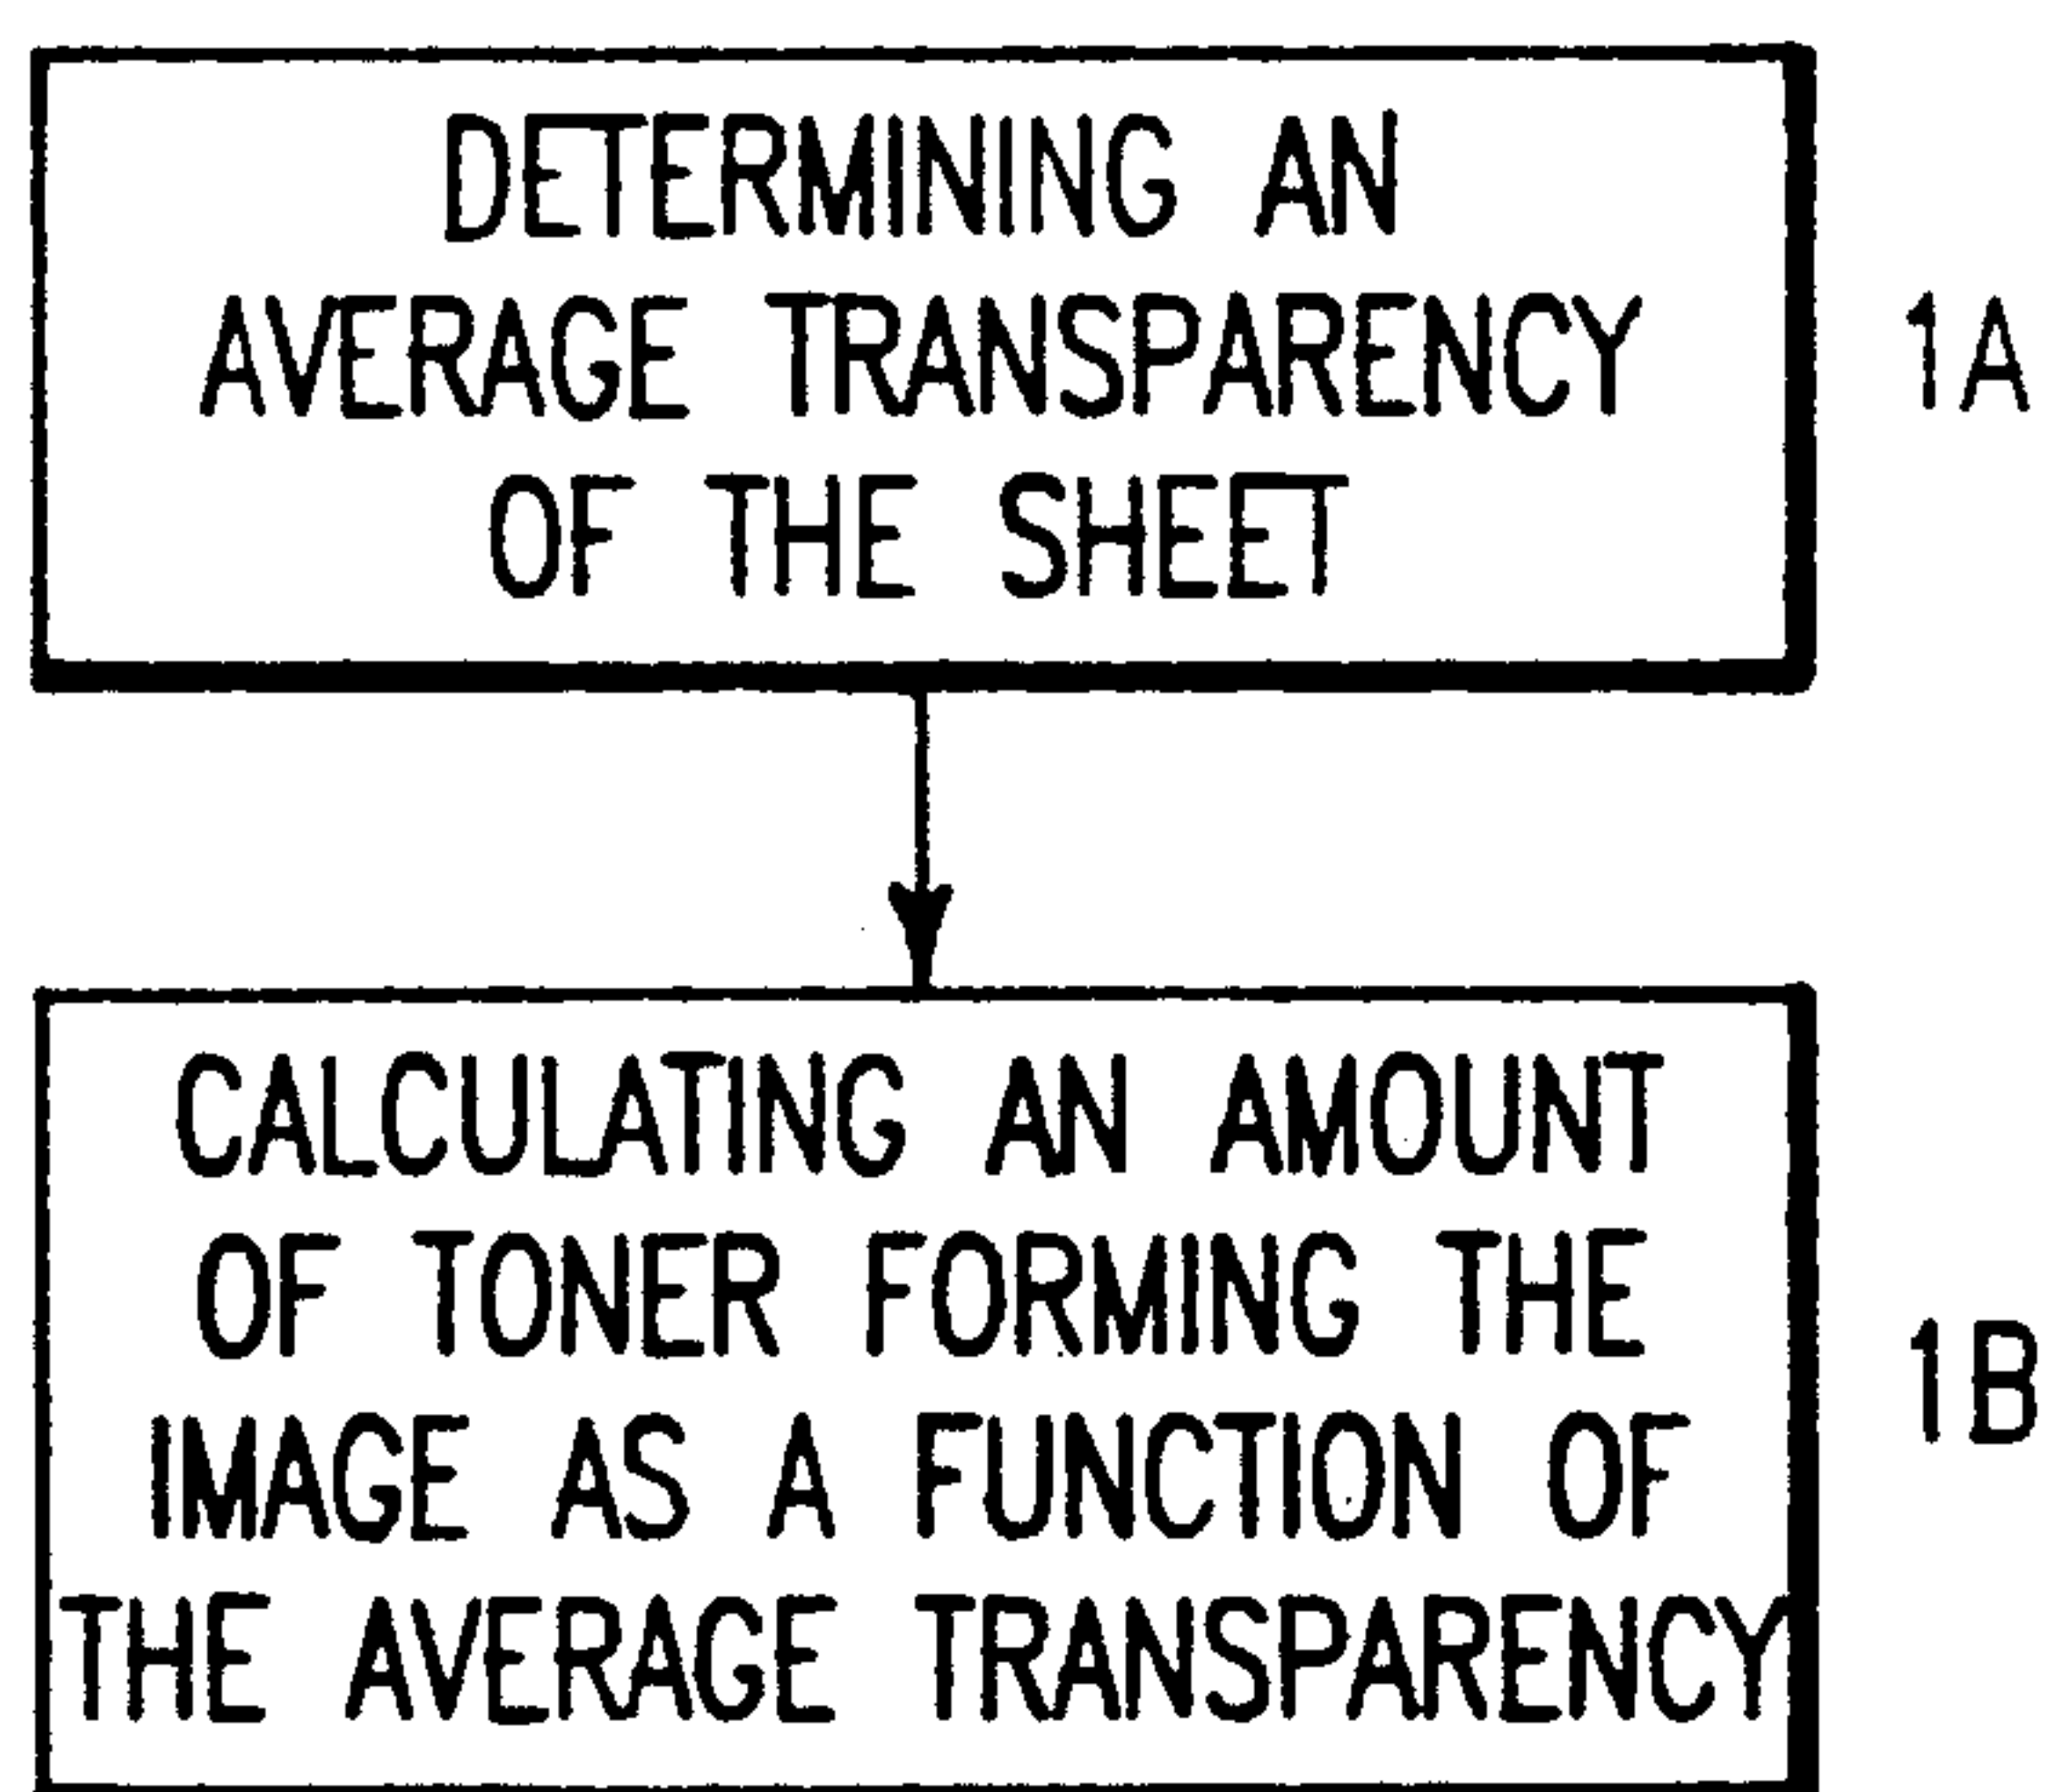 DETERMINING AN
AVERAGE TRANSPARENCY
OF THE SHEET
1A
CALCULATING AN AMOUNT
OF TONER FORMING THE
IMAGE AS A FUNCTION OF
THE AVERAGE TRANSPARENCY
1B